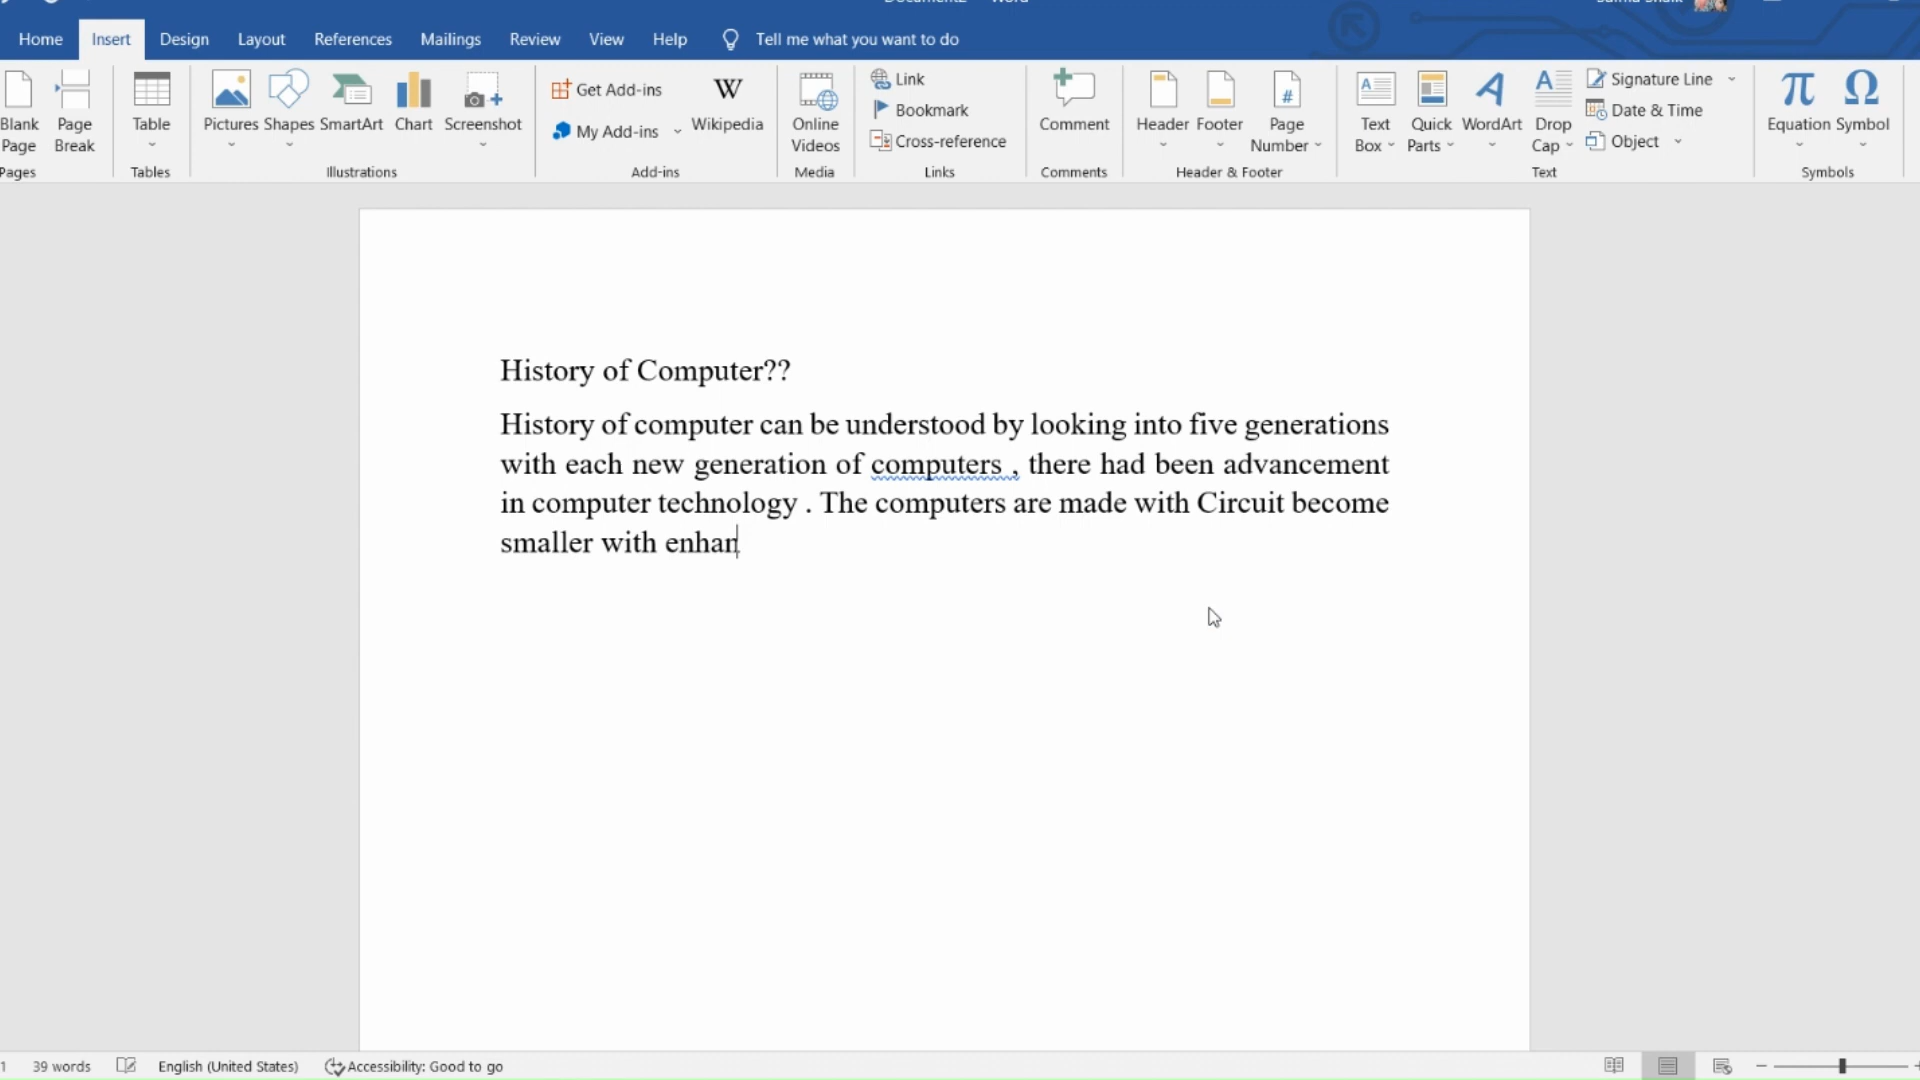 Home Insert Design Layout References Mailings Review View Help Tell me what you want to do
Blank Page
Page Break
Table
Pictures
Shapes
SmartArt
Chart
Screenshot
Get Add-ins
My Add-ins
Wikipedia
Online Videos
Link
Bookmark
Cross-reference
Comment
Header
Footer
Page Number
Text Box
Quick Parts
WordArt
Drop Cap
Signature Line
Date & Time
Object
Equation
Symbol
Pages Tables Illustrations Add-ins Media Links Comments Header & Footer Text Symbols
History of Computer??
History of computer can be understood by looking into five generations
with each new generation of computers , there had been advancement
in computer technology . The computers are made with Circuit become
smaller with enhan
1 39 words English (United States) Accessibility: Good to go